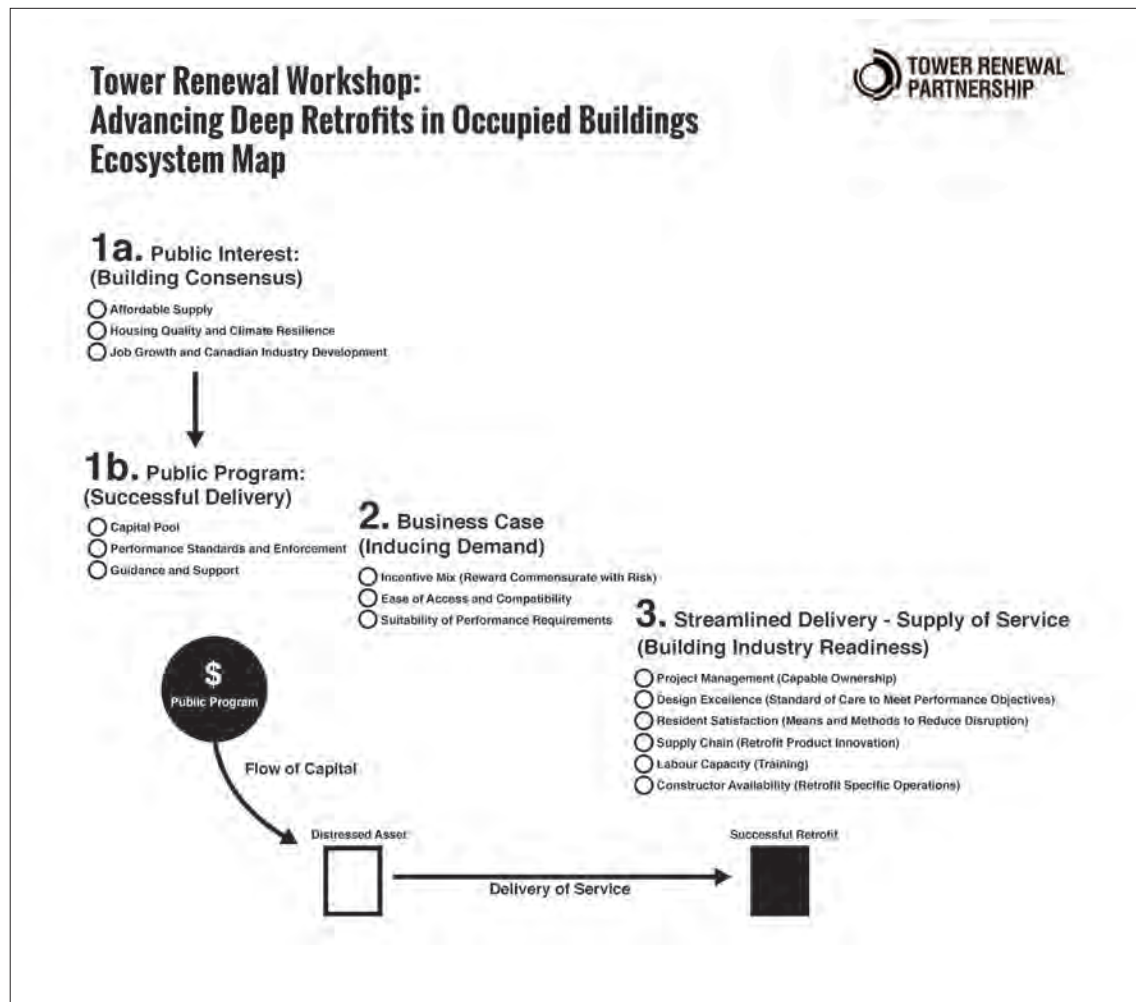 Tower Renewal Workshop:
Advancing Deep Retrofits in Occupied Buildings
Ecosystem Map
TOWER RENEWAL
PARTNERSHIP
1a. Public Interest:
(Building Consensus)
Affordable Supply
Housing Quality and Climate Resilience
Job Growth and Canadian Industry Development
1b. Public Program:
(Successful Delivery)
Capital Pool
Performance Standards and Enforcement
Guidance and Support
2. Business Case
(Inducing Demand)
Incentive Mix (Reward Commensurate with Risk)
Ease of Access and Compatibility
Suitability of Performance Requirements
3. Streamlined Delivery - Supply of Service
(Building Industry Readiness)
Project Management (Capable Ownership)
Design Excellence (Standard of Care to Meet Performance Objectives)
Resident Satisfaction (Means and Methods to Reduce Disruption)
Supply Chain (Retrofit Product Innovation)
Labour Capacity (Training)
Constructor Availability (Retrofit Specific Operations)
$
Public Program
Flow of Capital
Distressed Asset
Successful Retrofit
Delivery of Service